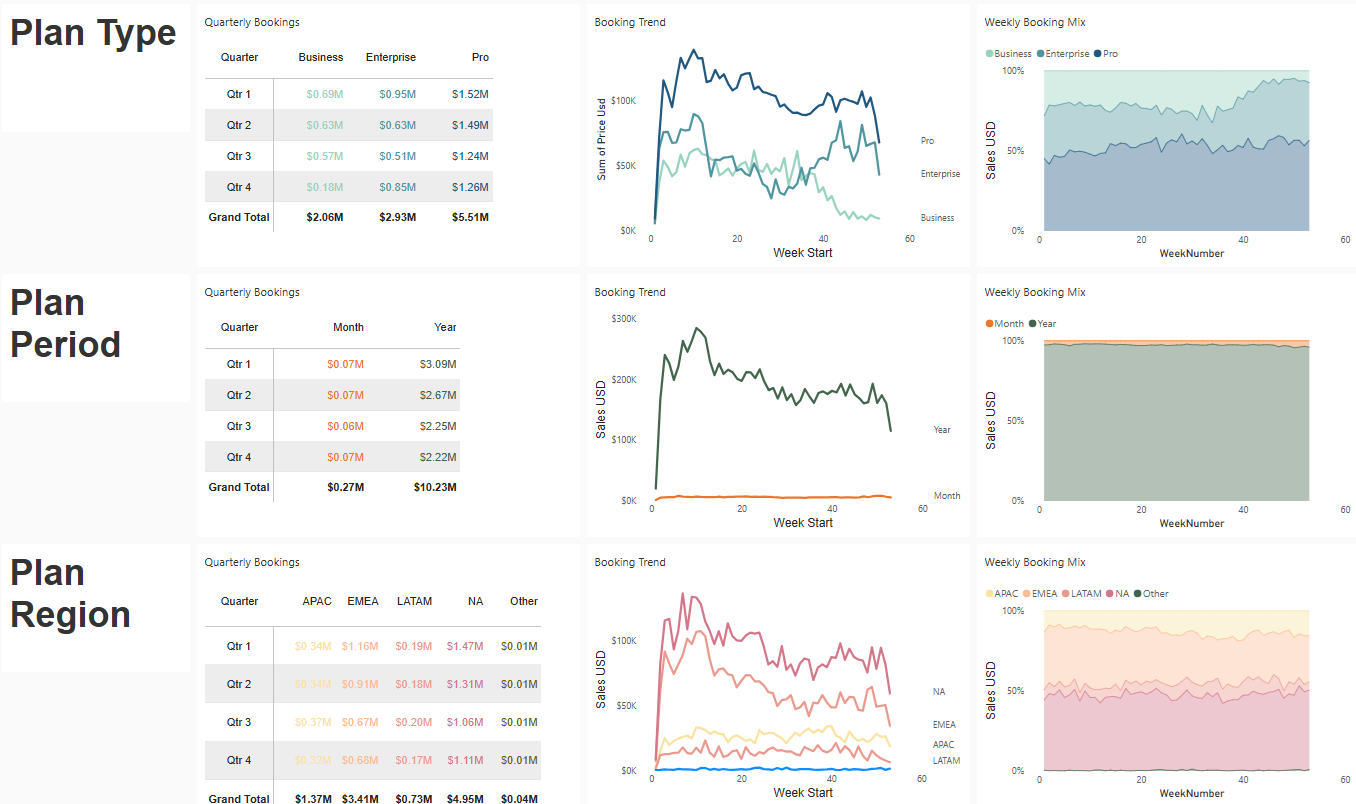 Plan Type
Quarterly Bookings
Quarter Business Enterprise Pro
Qtr 1 $0.69M $0.95M $1.52M
Qtr 2 $0.63M $0.63M $1.49M
Qtr 3 $0.57M $0.51M $1.24M
Qtr 4 $0.18M $0.85M $1.26M
Grand Total $2.06M $2.93M $5.51M
Booking Trend
Sum of Price Usd
$100K
$50K
$0K
0 20 40 60
Week Start
Pro
Enterprise
Business
Weekly Booking Mix
Business Enterprise Pro
Sales USD
100%
50%
0%
0 20 40 60
WeekNumber
Plan
Period
Quarterly Bookings
Quarter Month Year
Qtr 1 $0.07M $3.09M
Qtr 2 $0.07M $2.67M
Qtr 3 $0.06M $2.25M
Qtr 4 $0.07M $2.22M
Grand Total $0.27M $10.23M
Booking Trend
Sales USD
$300K
$200K
$100K
$0K
0 20 40 60
Week Start
Year
Month
Weekly Booking Mix
Month Year
Sales USD
100%
50%
0%
0 20 40 60
WeekNumber
Plan
Region
Quarterly Bookings
Quarter APAC EMEA LATAM NA Other
Qtr 1 $0.34M $1.16M $0.19M $1.47M $0.01M
Qtr 2 $0.34M $0.91M $0.18M $1.31M $0.01M
Qtr 3 $0.37M $0.67M $0.20M $1.06M $0.01M
Qtr 4 $0.33M $0.68M $0.17M $1.11M $0.01M
Grand Total $1.37M $3.41M $0.73M $4.95M $0.04M
Booking Trend
Sales USD
$100K
$50K
$0K
0 20 40 60
Week Start
NA
EMEA
APAC
LATAM
Weekly Booking Mix
APAC EMEA LATAM NA Other
Sales USD
100%
50%
0%
0 20 40 60
WeekNumber